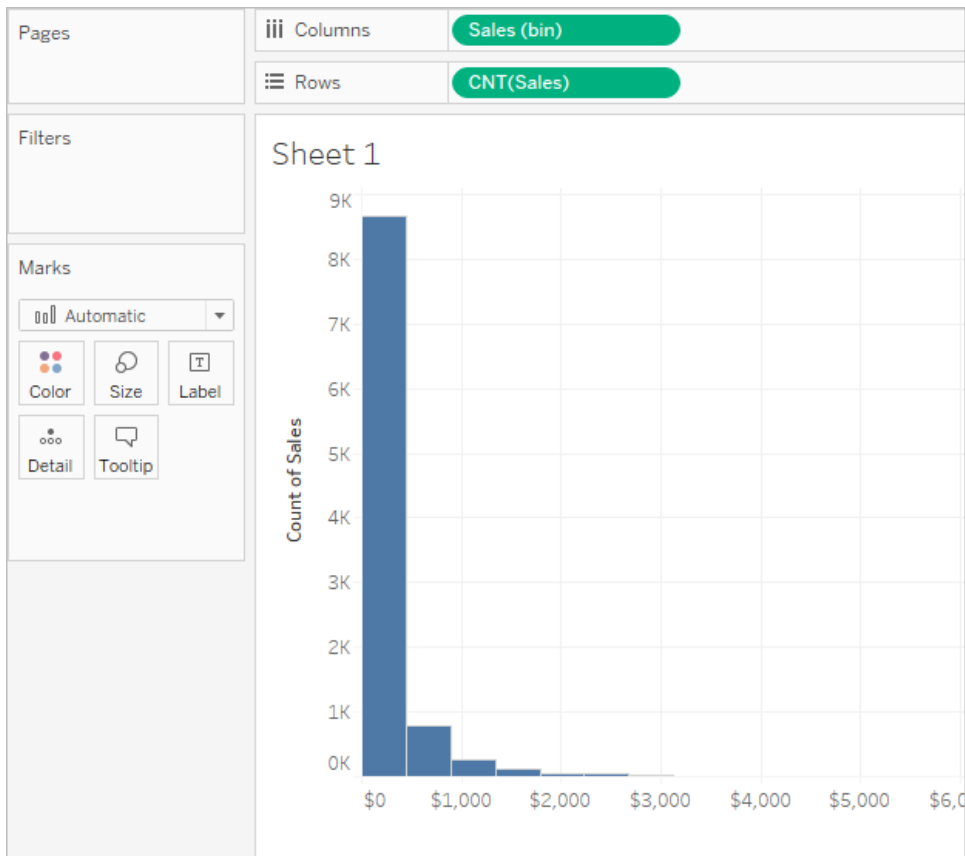 Pages
Columns
Sales (bin)
Rows
CNT(Sales)
Filters
Marks
Automatic
Color
Size
T
Label
Detail
Tooltip
Sheet 1
Count of Sales
9K
8K
7K
6K
5K
4K
3K
2K
1K
0K
$0 $1,000 $2,000 $3,000 $4,000 $5,000 $6,0